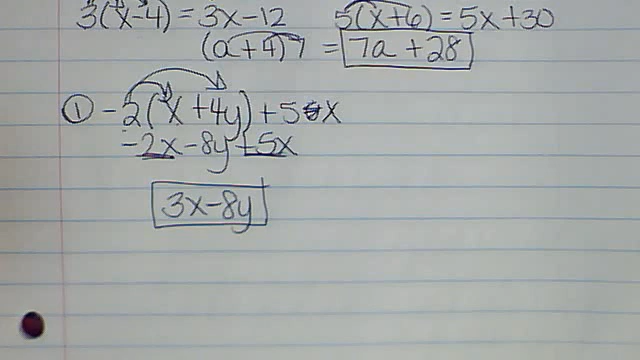 3(x-4) = 3x-12 5(x+6) = 5x+30
(a+4)7 = 7a+28
① -2(x+4y)+5x
-2x-8y+5x
3x-8y